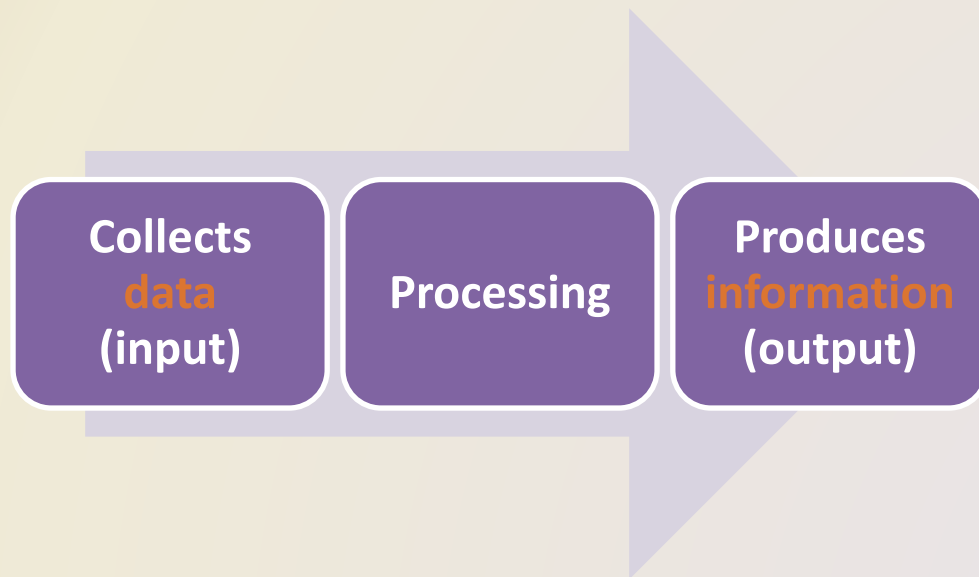 Collects
data
(input)
Processing
Produces
information
(output)